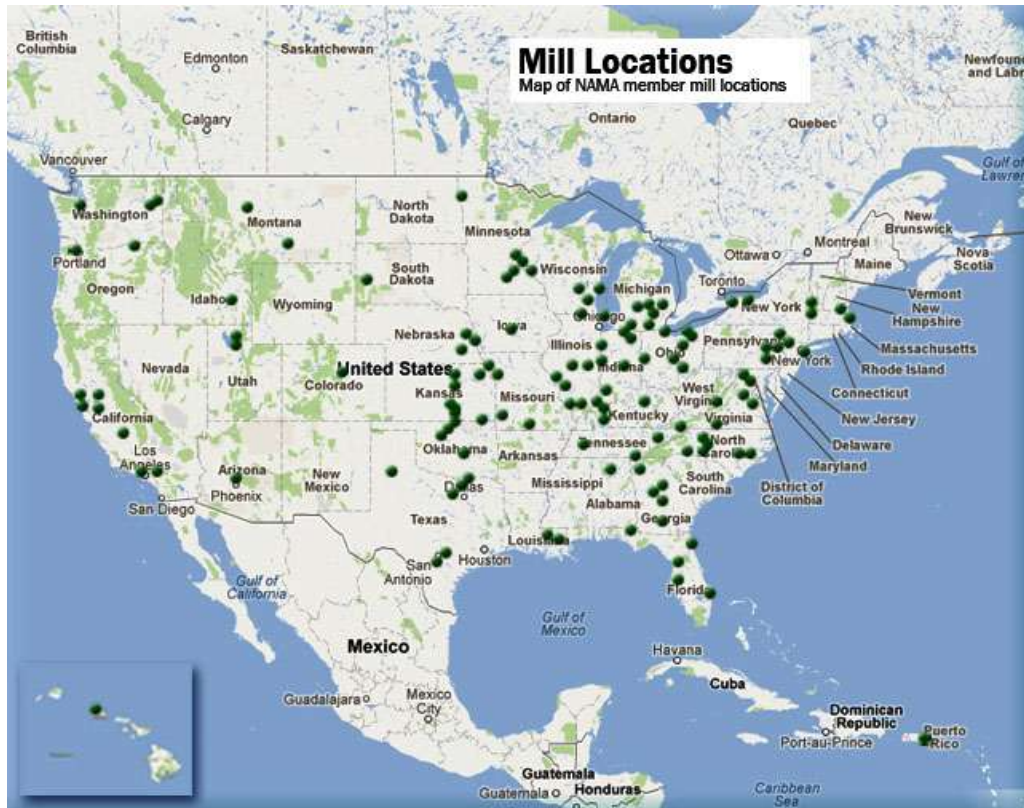 British
Columbia
Edmonton
Saskatchewan
Mill Locations
Map of NAMA member mill locations
Newfoun
and Labr
Calgary
Ontario
Quebec
Vancouver
Gulf of
Lawren
Washington
Montana
North
Dakota
Minnesota
New
Brunswick
Nova
Scotia
Ottawa
Montreal
Maine
Portland
Oregon
Idaho
Wyoming
South
Dakota
Wisconsin
Michigan
Toronto
New York
Vermont
New
Hampshire
Massachusetts
Rhode Island
Connecticut
New Jersey
Delaware
Maryland
District of
Columbia
Nebraska
Iowa
Chicago
Illinois
Indiana
Ohio
Pennsylvan
New York
Nevada
Utah
Colorado
United States
Kansas
Missouri
West
Virgin
Virginia
Kentucky
California
Los
Angeles
San Diego
Arizona
Phoenix
New
Mexico
Oklahoma
Arkansas
Tennessee
North
Carol
South
Carolina
Mississippi
Alabama
Georgia
Dallas
Texas
Louisiana
San
Antonio
Houston
Florida
Gulf of
California
Gulf of
Mexico
Mexico
Havana
Cuba
Guadalajara
Mexico
City
Dominican
Republic
Port-au-Prince
Puerto
Rico
Guatemala
Honduras
Guatemala
Caribbean
Sea